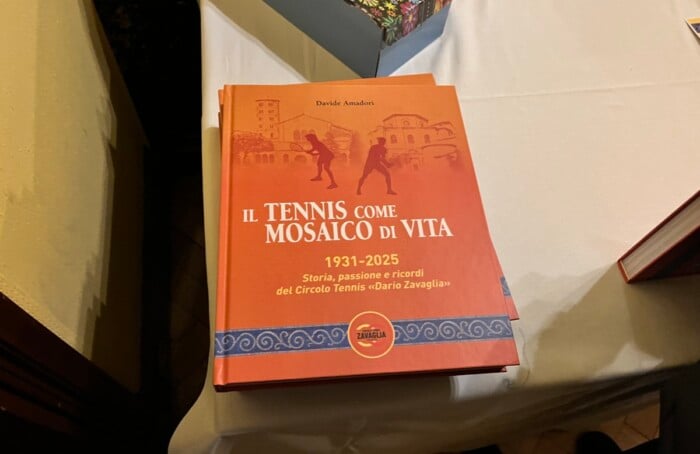 Davide Amadori
IL TENNIS COME
MOSAICO DI VITA
1931-2025
Storia, passione e ricordi
del Circolo Tennis «Dario Zavaglia»
ZAVAGLIA